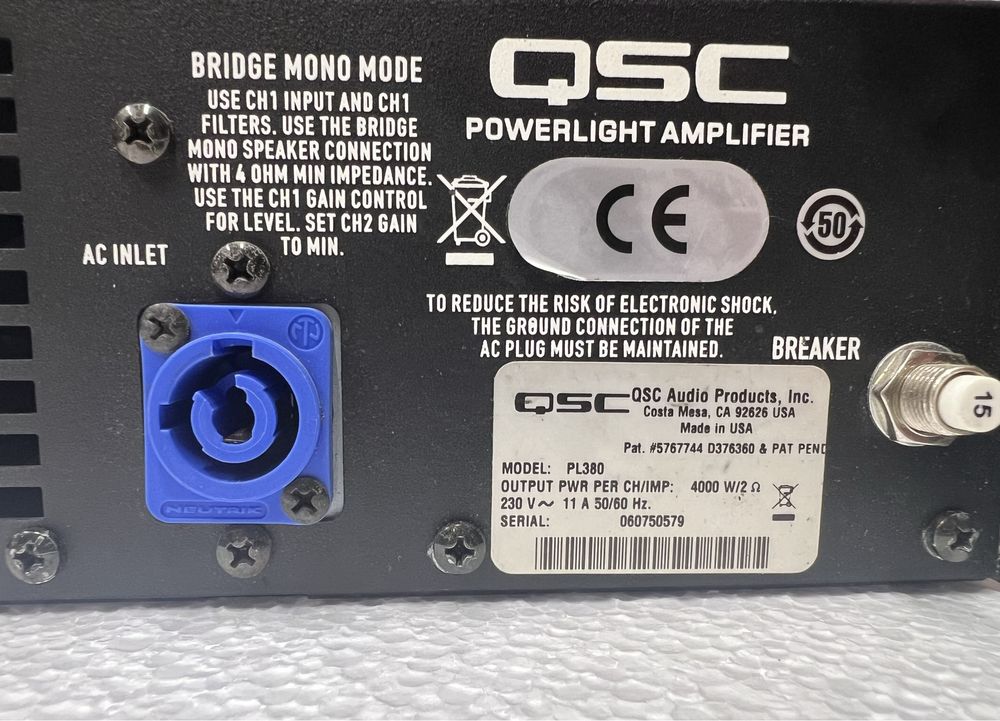 BRIDGE MONO MODE
USE CH1 INPUT AND CH1
FILTERS. USE THE BRIDGE
MONO SPEAKER CONNECTION
WITH 4 OHM MIN IMPEDANCE.
USE THE CH1 GAIN CONTROL
FOR LEVEL. SET CH2 GAIN
TO MIN.
QSC
POWERLIGHT AMPLIFIER
CE
50
AC INLET
TO REDUCE THE RISK OF ELECTRONIC SHOCK,
THE GROUND CONNECTION OF THE
AC PLUG MUST BE MAINTAINED.
BREAKER
15
NEUTRIK
QSC QSC Audio Products, Inc.
Costa Mesa, CA 92626 USA
Made in USA
Pat. #5767744 D376360 & PAT PEND
MODEL: PL380
OUTPUT PWR PER CH/IMP: 4000 W/2 Ω
230 V~ 11 A 50/60 Hz.
SERIAL: 060750579